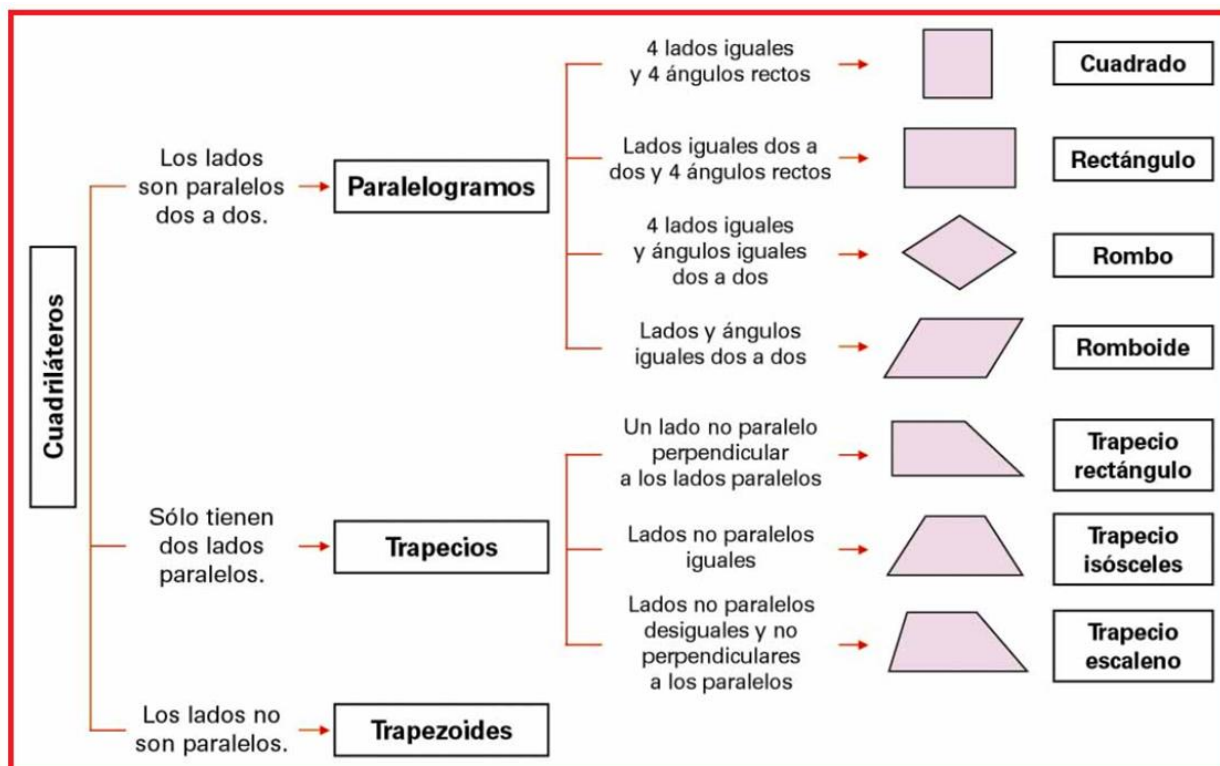 Cuadriláteros
Los lados
son paralelos
dos a dos.
Paralelogramos
4 lados iguales
y 4 ángulos rectos
Cuadrado
Lados iguales dos a
dos y 4 ángulos rectos
Rectángulo
4 lados iguales
y ángulos iguales
dos a dos
Rombo
Lados y ángulos
iguales dos a dos
Romboide
Sólo tienen
dos lados
paralelos.
Trapecios
Un lado no paralelo
perpendicular
a los lados paralelos
Trapecio
rectángulo
Lados no paralelos
iguales
Trapecio
isósceles
Lados no paralelos
desiguales y no
perpendiculares
a los paralelos
Trapecio
escaleno
Los lados no
son paralelos.
Trapezoides